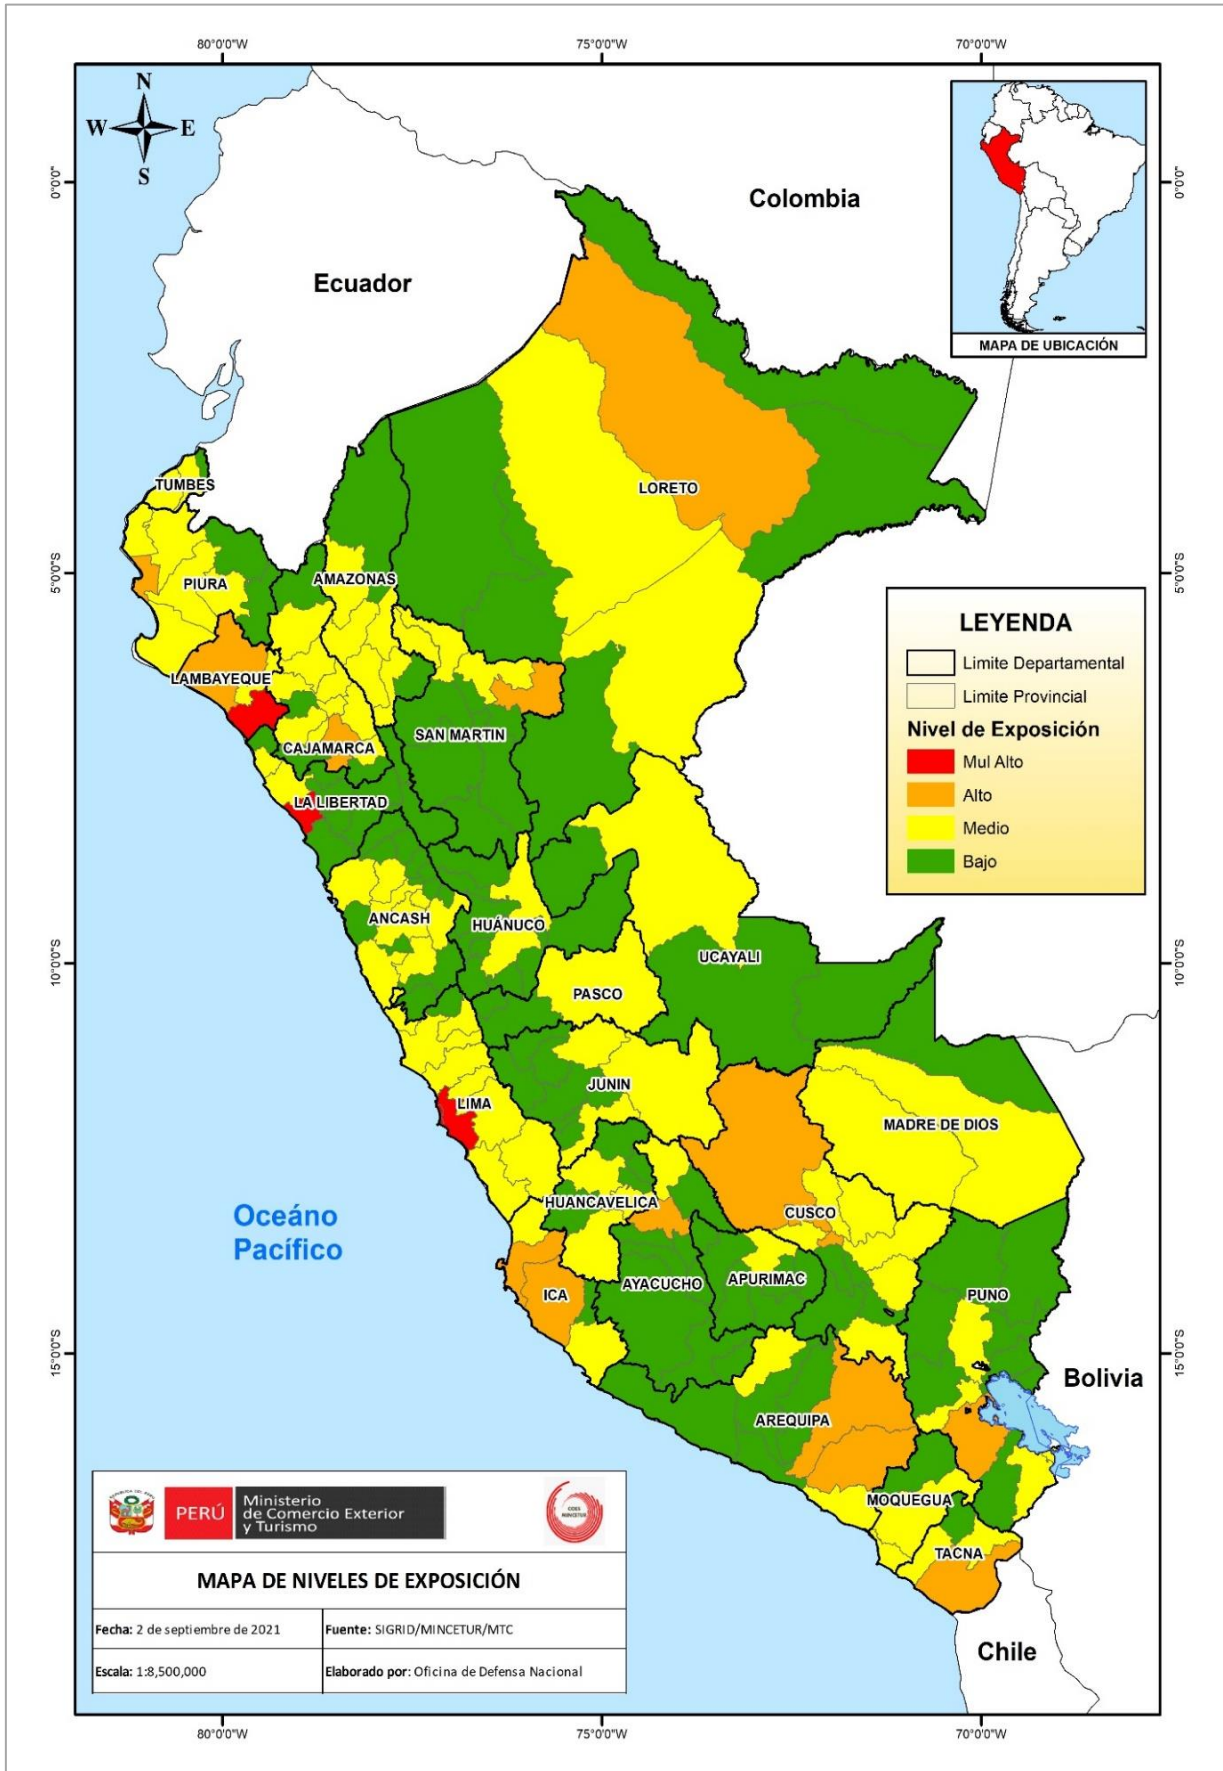 80°0'0"W
75°0'0"W
70°0'0"W
N
W
E
S
0°0'0"
0°0'0"
Colombia
Ecuador
MAPA DE UBICACIÓN
LORETO
TUMBES
5°0'0"S
5°0'0"S
PIURA
AMAZONAS
LEYENDA
Limite Departamental
Limite Provincial
Nivel de Exposición
Mul Alto
Alto
Medio
Bajo
LAMBAYEQUE
SAN MARTIN
CAJAMARCA
LA LIBERTAD
ANCASH
HUÁNUCO
UCAYALI
10°0'0"S
10°0'0"S
PASCO
JUNIN
LIMA
MADRE DE DIOS
HUANCAVELICA
CUSCO
Oceáno
Pacífico
AYACUCHO
APURIMAC
ICA
PUNO
15°0'0"S
15°0'0"S
Bolivia
AREQUIPA
MOQUEGUA
TACNA
Chile
PERÚ
Ministerio
de Comercio Exterior
y Turismo
COES
MINCETUR
MAPA DE NIVELES DE EXPOSICIÓN
Fecha: 2 de septiembre de 2021
Fuente: SIGRID/MINCETUR/MTC
Escala: 1:8,500,000
Elaborado por: Oficina de Defensa Nacional
80°0'0"W
75°0'0"W
70°0'0"W